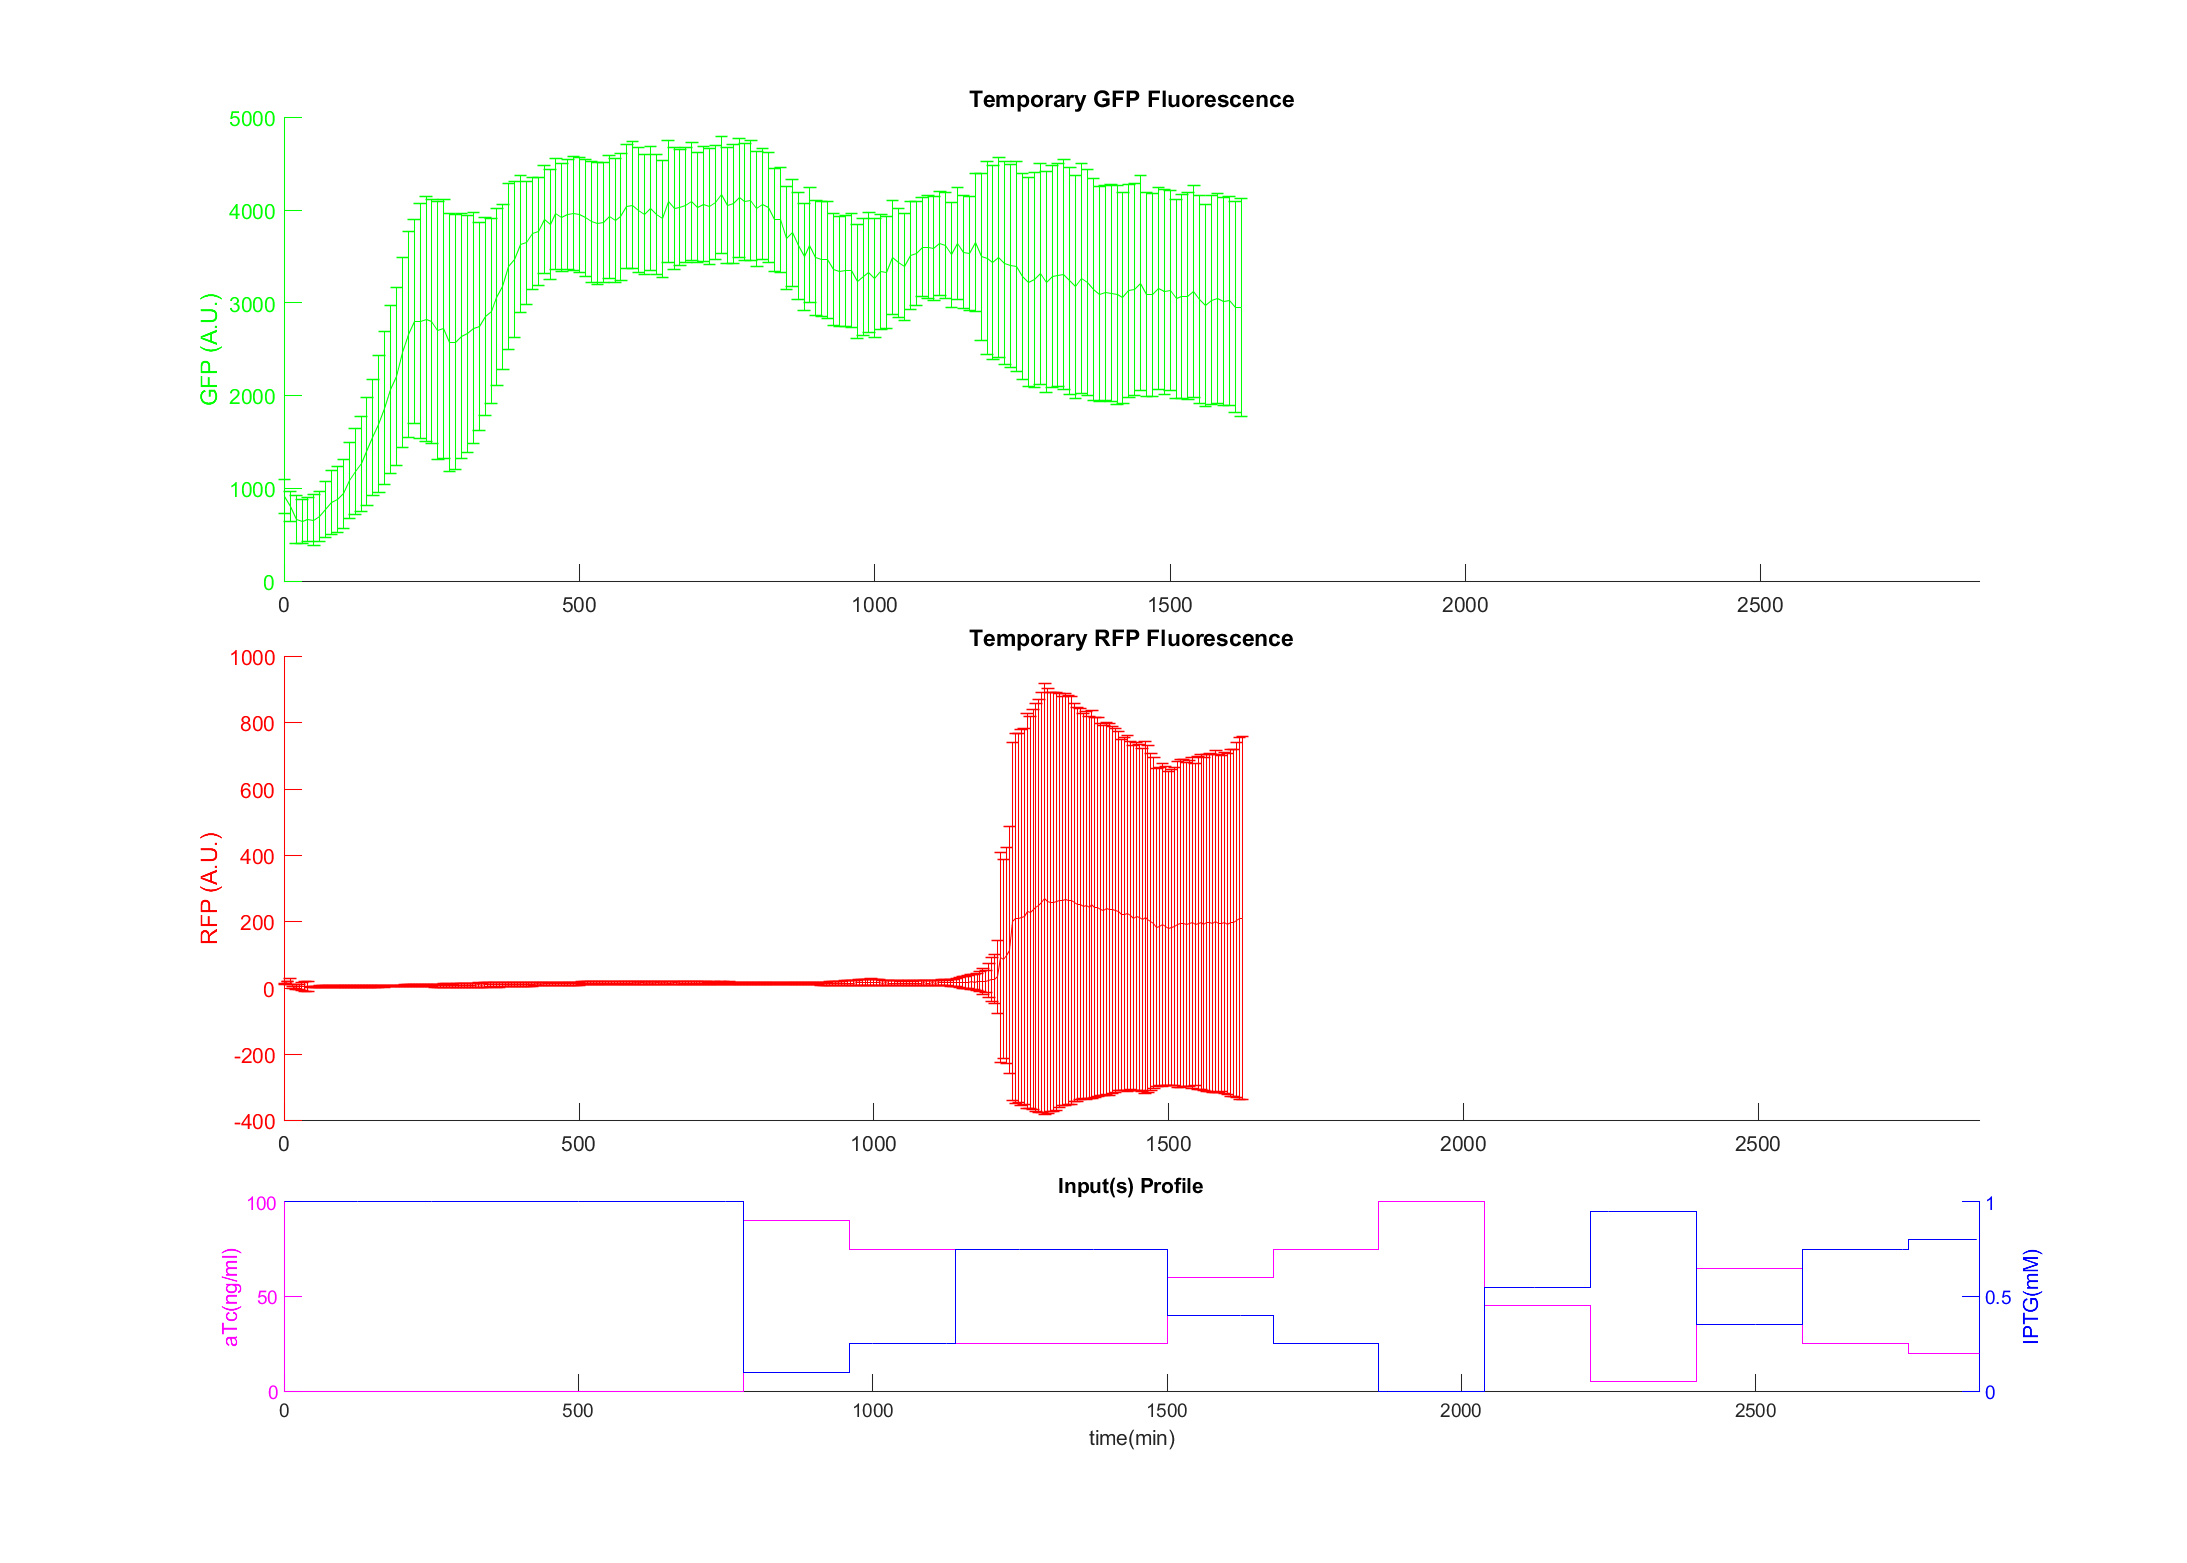 Temporary GFP Fluorescence
5000
4000
3000
2000
1000
0
GFP (A.U.)
0 500 1000 1500 2000 2500
Temporary RFP Fluorescence
1000
800
600
400
200
0
-200
-400
RFP (A.U.)
0 500 1000 1500 2000 2500
Input(s) Profile
100
50
0
aTc(ng/ml)
1
0.5
0
IPTG(mM)
0 500 1000 1500 2000 2500
time(min)